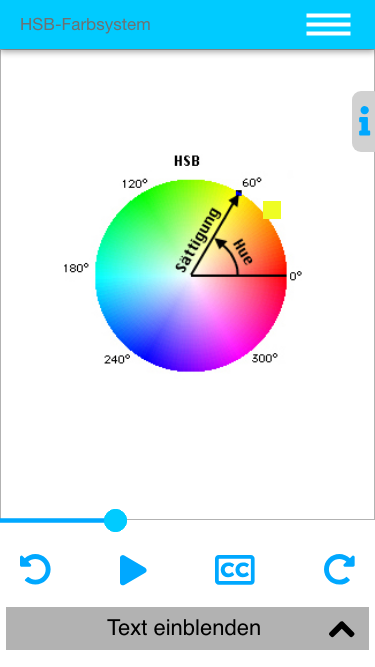 HSB-Farbsystem
HSB
120°
60°
Sättigung
Hue
180°
0°
240°
300°
CC
Text einblenden